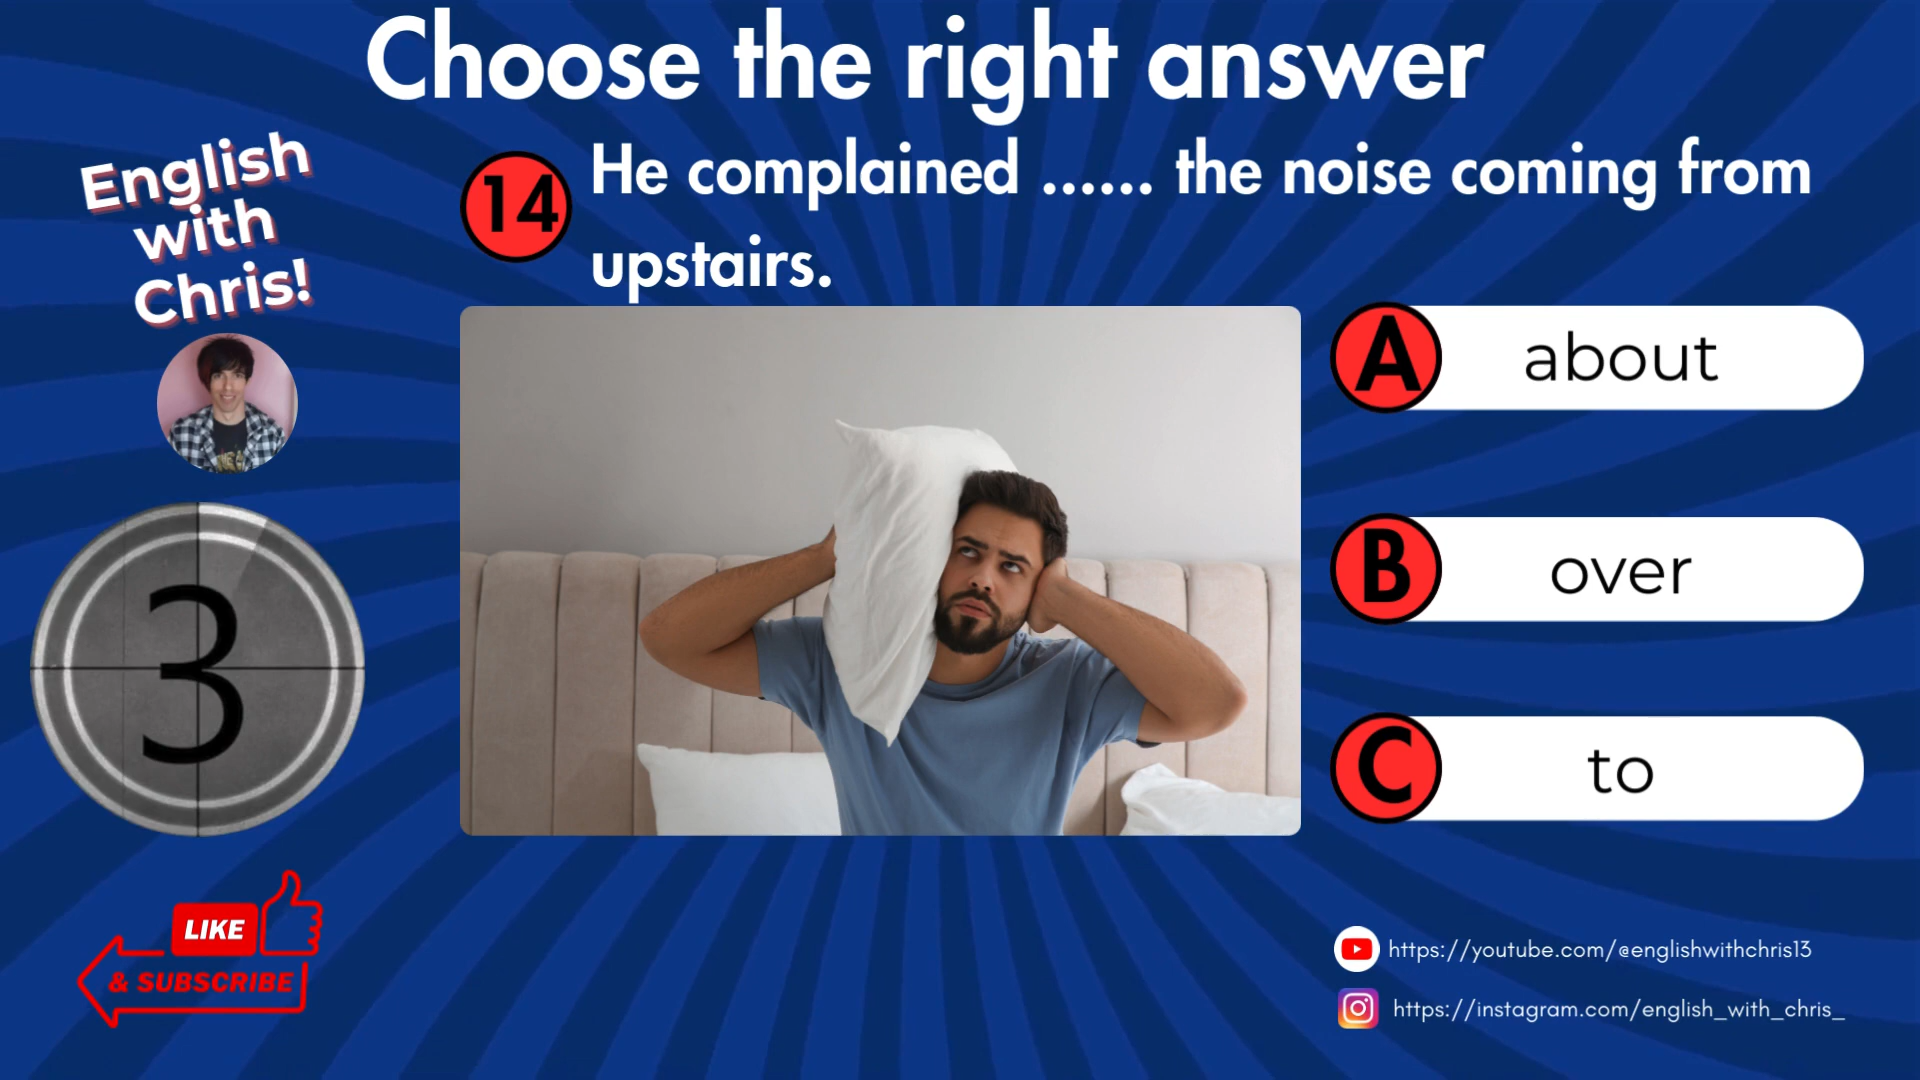 Choose the right answer
English
with
Chris!
14
He complained ...... the noise coming from
upstairs.
A
about
B
over
C
to
3
LIKE
& SUBSCRIBE
https://youtube.com/@englishwithchris13
https://instagram.com/english_with_chris_